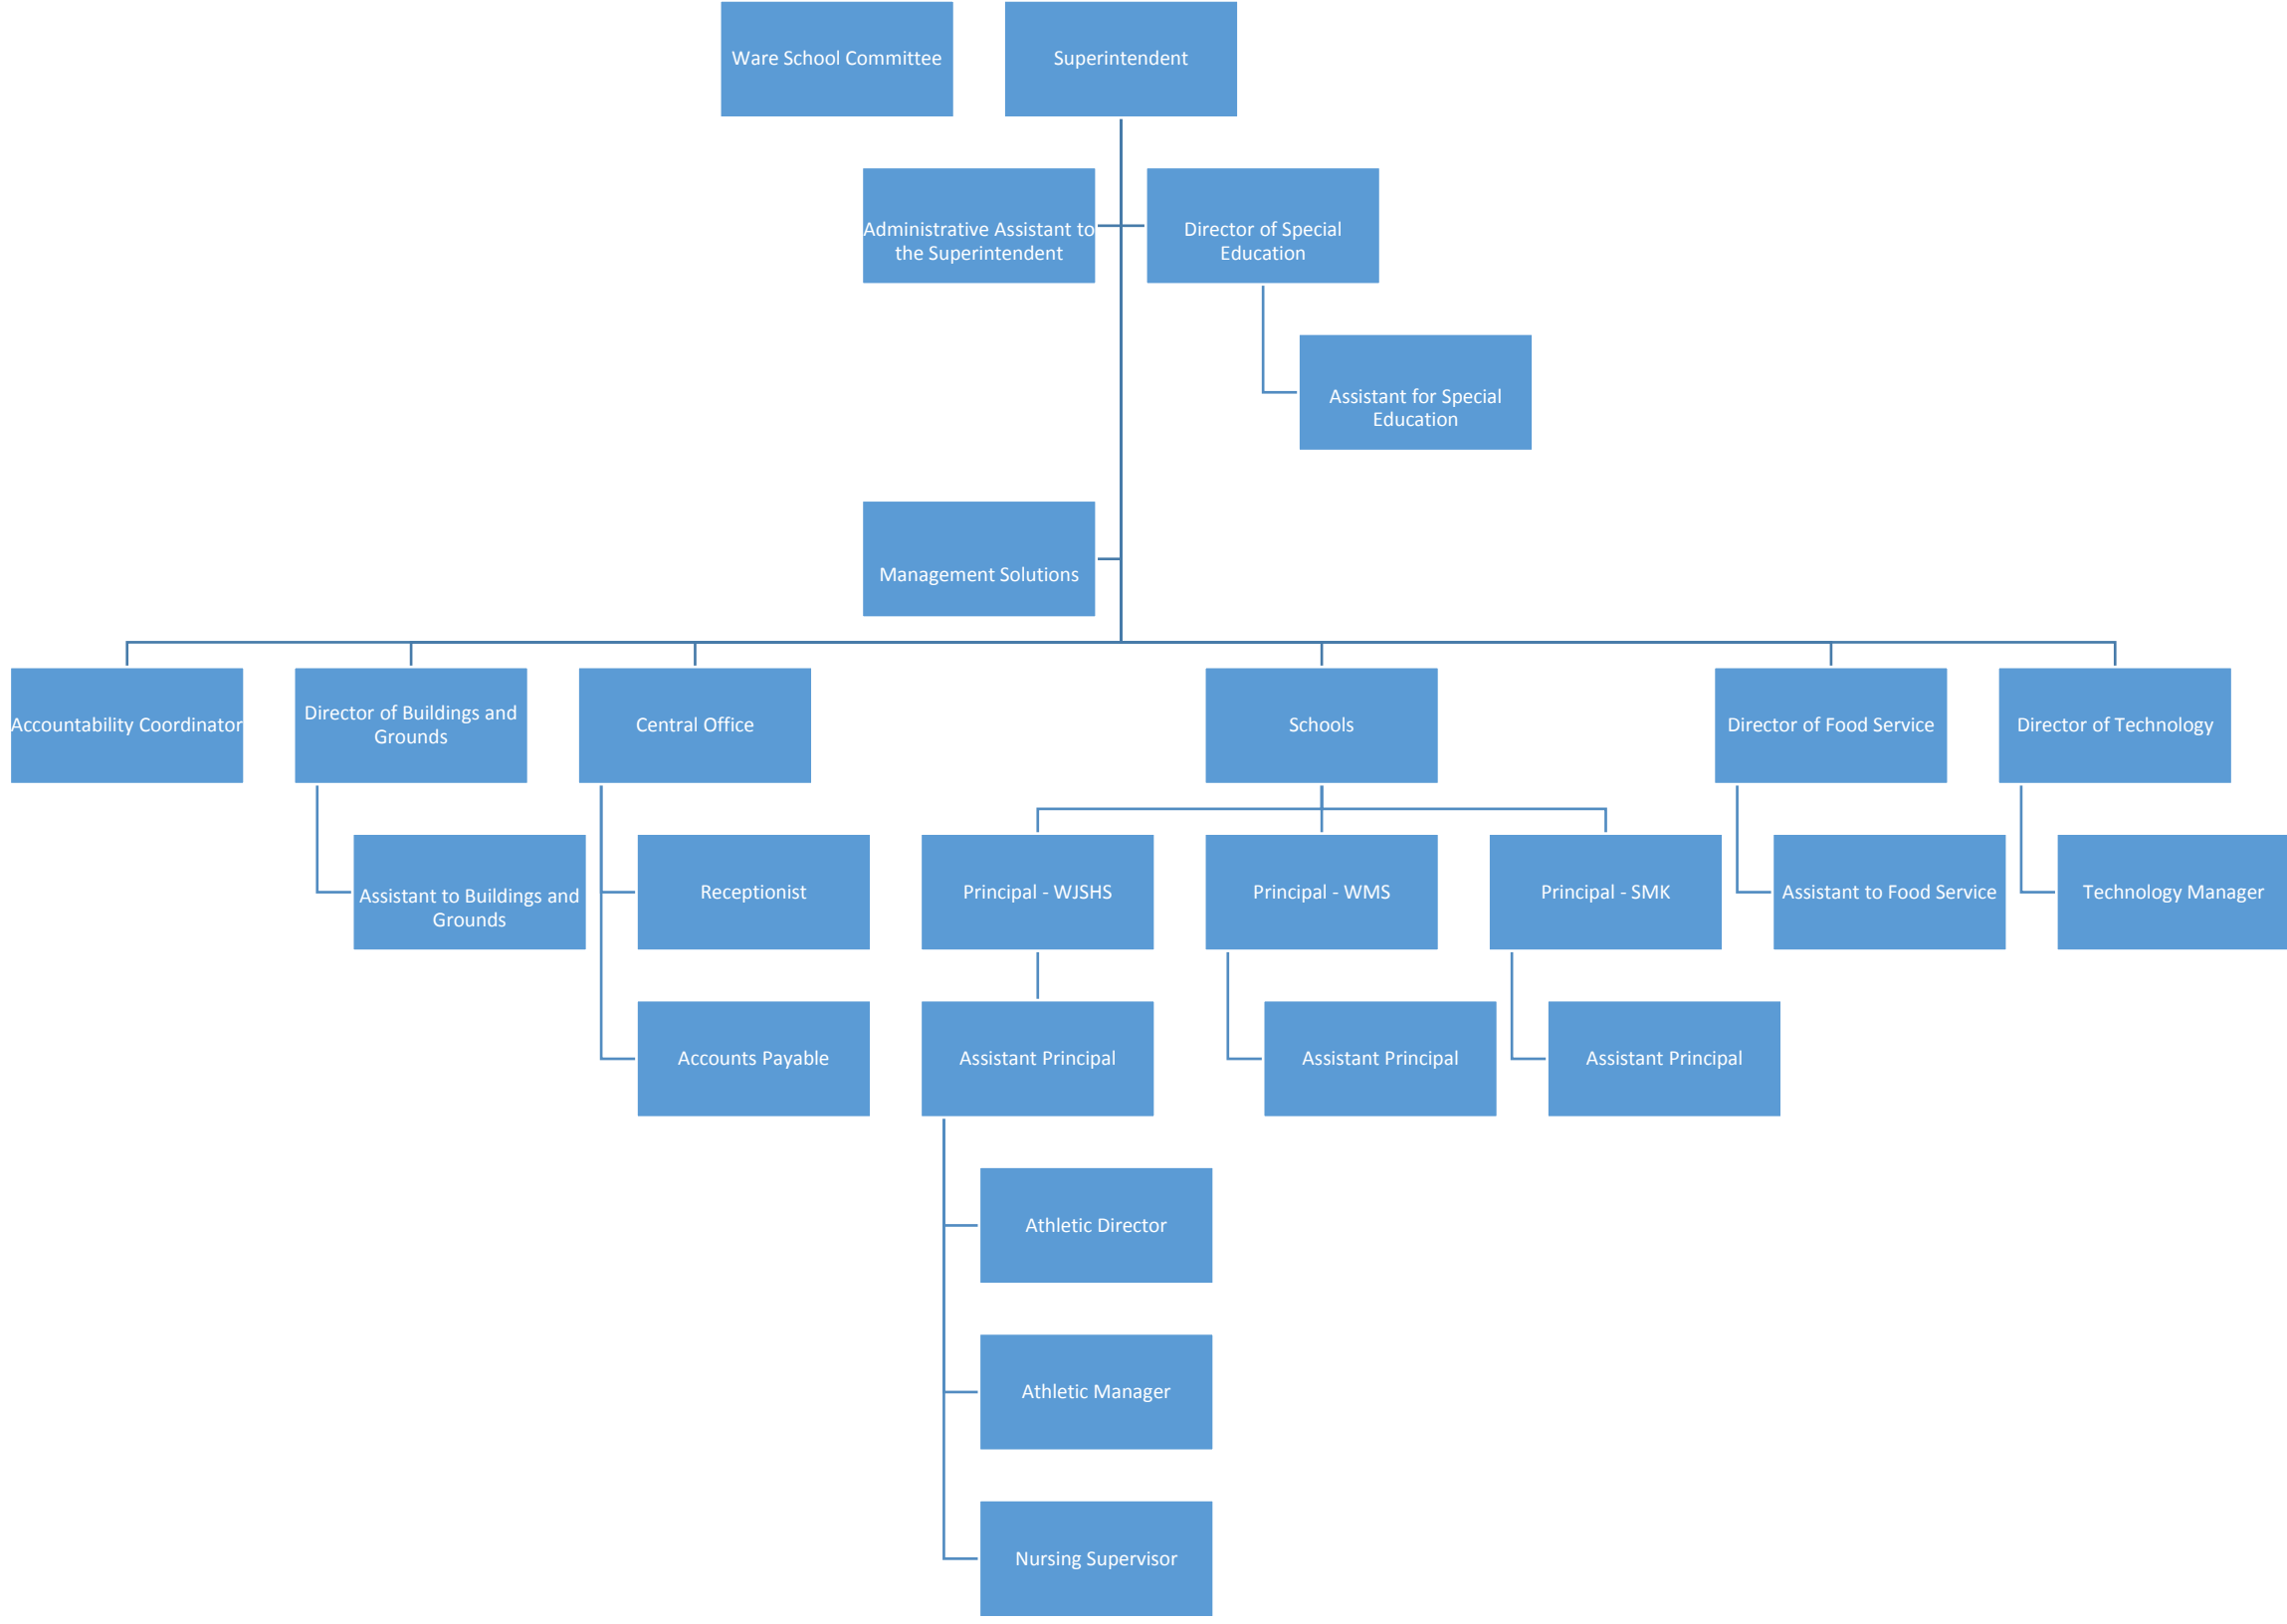 Ware School Committee
Superintendent
Administrative Assistant to
the Superintendent
Director of Special
Education
Assistant for Special
Education
Management Solutions
Accountability Coordinator
Director of Buildings and
Grounds
Central Office
Schools
Director of Food Service
Director of Technology
Assistant to Buildings and
Grounds
Receptionist
Principal - WJSHS
Principal - WMS
Principal - SMK
Assistant to Food Service
Technology Manager
Accounts Payable
Assistant Principal
Assistant Principal
Assistant Principal
Athletic Director
Athletic Manager
Nursing Supervisor